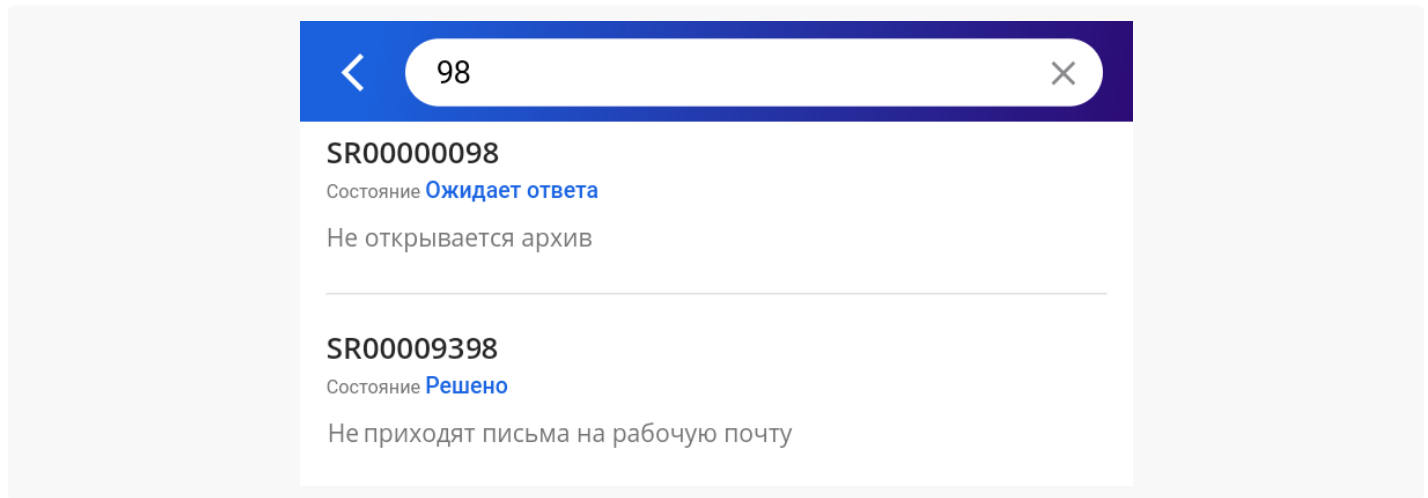 98
SR00000098
Состояние Ожидает ответа
Не открывается архив
SR00009398
Состояние Решено
Не приходят письма на рабочую почту